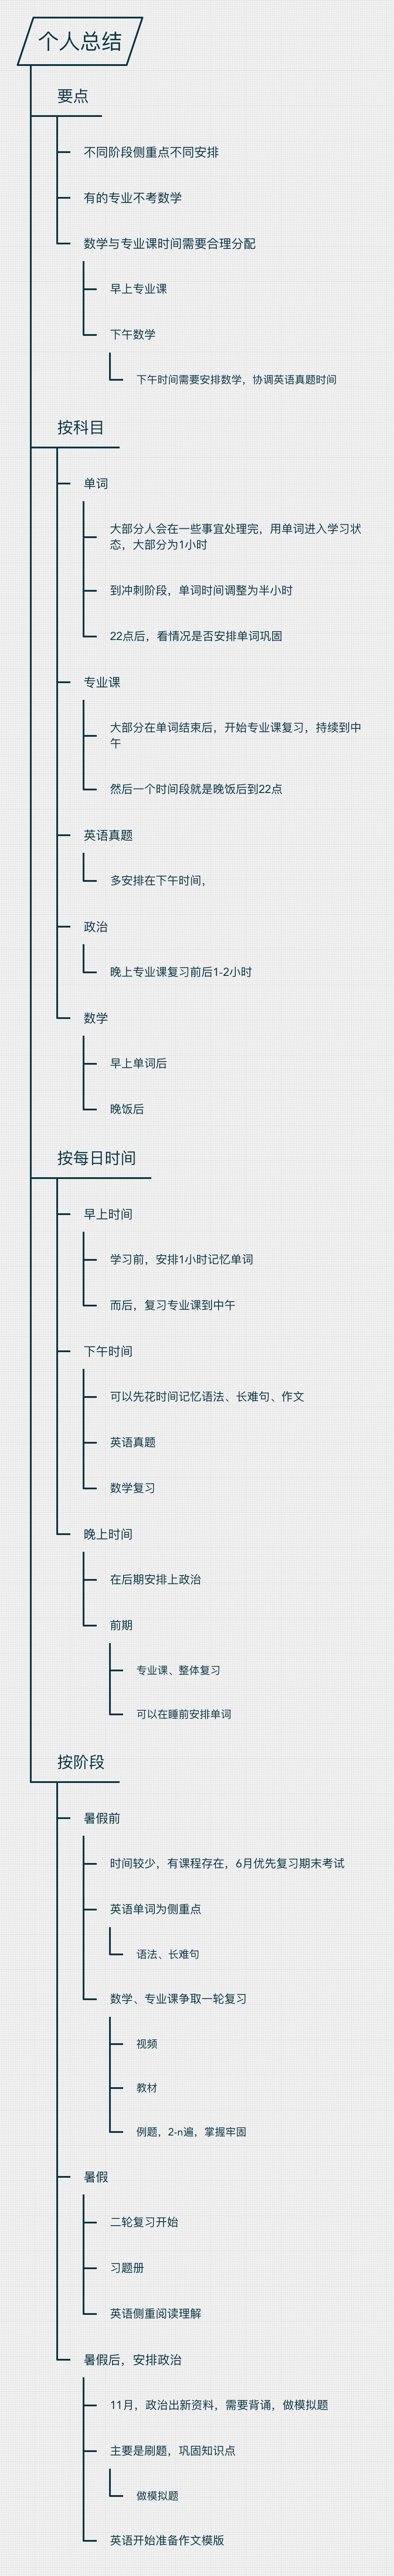 个人总结
要点
不同阶段侧重点不同安排
有的专业不考数学
数学与专业课时间需要合理分配
早上专业课
下午数学
下午时间需要安排数学，协调英语真题时间
按科目
单词
大部分人会在一些事宜处理完，用单词进入学习状
态，大部分为1小时
到冲刺阶段，单词时间调整为半小时
22点后，看情况是否安排单词巩固
专业课
大部分在单词结束后，开始专业课复习，持续到中
午
然后一个时间段就是晚饭后到22点
英语真题
多安排在下午时间，
政治
晚上专业课复习前后1-2小时
数学
早上单词后
晚饭后
按每日时间
早上时间
学习前，安排1小时记忆单词
而后，复习专业课到中午
下午时间
可以先花时间记忆语法、长难句、作文
英语真题
数学复习
晚上时间
在后期安排上政治
前期
专业课、整体复习
可以在睡前安排单词
按阶段
暑假前
时间较少，有课程存在，6月优先复习期末考试
英语单词为侧重点
语法、长难句
数学、专业课争取一轮复习
视频
教材
例题，2-n遍，掌握牢固
暑假
二轮复习开始
习题册
英语侧重阅读理解
暑假后，安排政治
11月，政治出新资料，需要背诵，做模拟题
主要是刷题，巩固知识点
做模拟题
英语开始准备作文模版